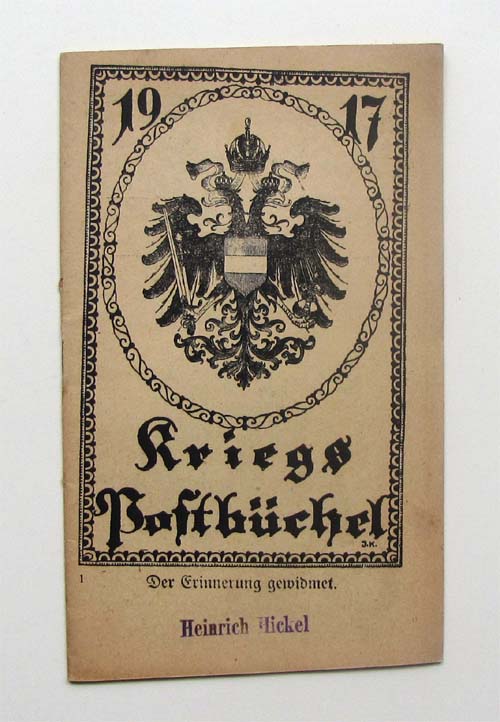 19 17
Kriegs
Postbüchel
J.K.
1
Der Erinnerung gewidmet.
Heinrich Hickel